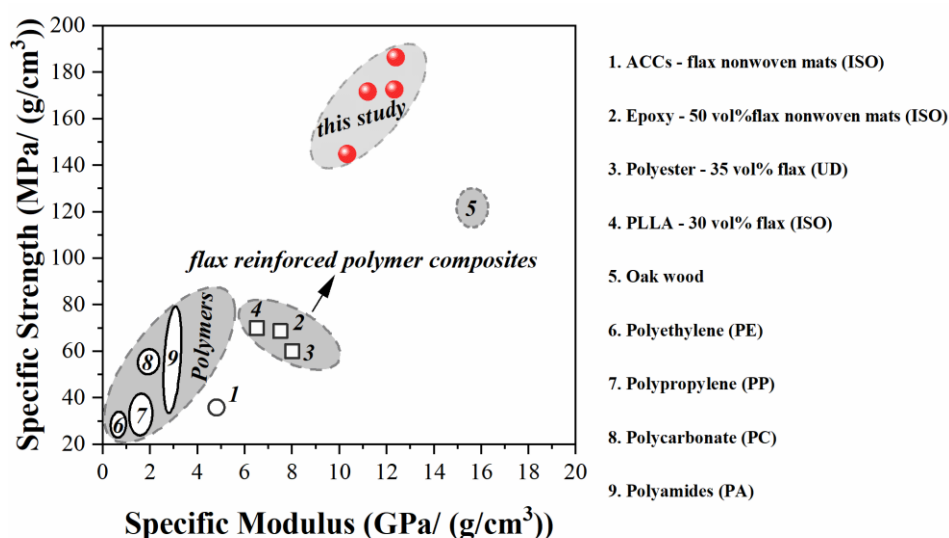 Specific Strength (MPa/ (g/cm³))
200
180
160
140
120
100
80
60
40
20
this study
5
flax reinforced polymer composites
Polymers
4
2
3
9
8
7
6
1
0 2 4 6 8 10 12 14 16 18 20
Specific Modulus (GPa/ (g/cm³))
1. ACCs - flax nonwoven mats (ISO)
2. Epoxy - 50 vol%flax nonwoven mats (ISO)
3. Polyester - 35 vol% flax (UD)
4. PLLA - 30 vol% flax (ISO)
5. Oak wood
6. Polyethylene (PE)
7. Polypropylene (PP)
8. Polycarbonate (PC)
9. Polyamides (PA)